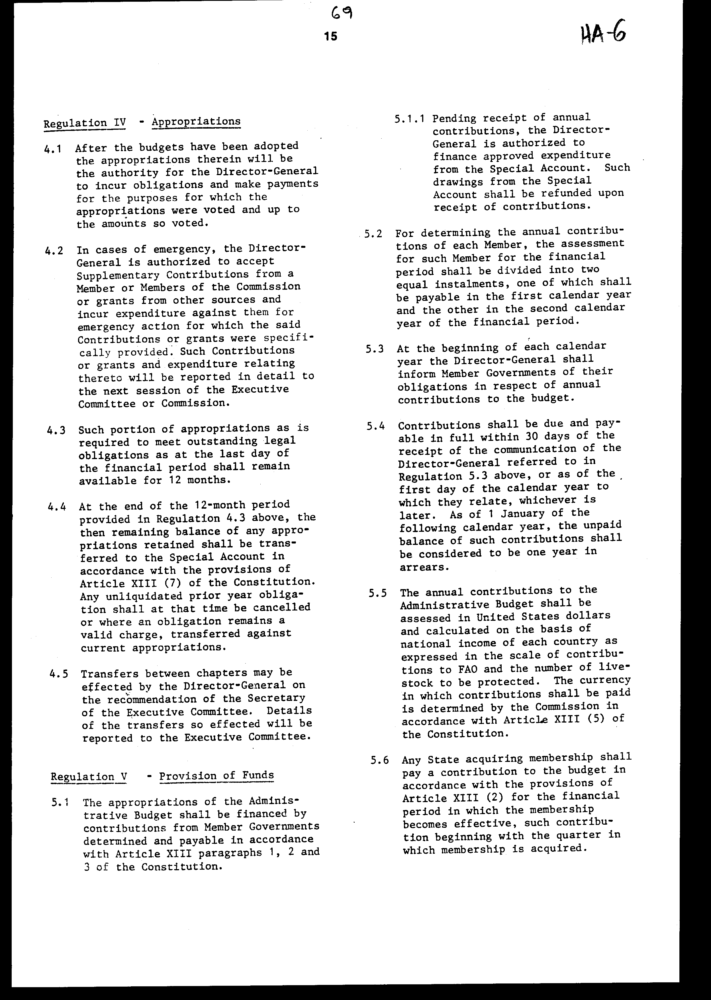 69
15
HA-6
Regulation IV - Appropriations
4.1 After the budgets have been adopted
the appropriations therein will be
the authority for the Director-General
to incur obligations and make payments
for the purposes for which the
appropriations were voted and up to
the amounts so voted.
4.2 In cases of emergency, the Director-
General is authorized to accept
Supplementary Contributions from a
Member or Members of the Commission
or grants from other sources and
incur expenditure against them for
emergency action for which the said
Contributions or grants were specifi-
cally provided. Such Contributions
or grants and expenditure relating
thereto will be reported in detail to
the next session of the Executive
Committee or Commission.
4.3 Such portion of appropriations as is
required to meet outstanding legal
obligations as at the last day of
the financial period shall remain
available for 12 months.
4.4 At the end of the 12-month period
provided in Regulation 4.3 above, the
then remaining balance of any appro-
priations retained shall be trans-
ferred to the Special Account in
accordance with the provisions of
Article XIII (7) of the Constitution.
Any unliquidated prior year obliga-
tion shall at that time be cancelled
or where an obligation remains a
valid charge, transferred against
current appropriations.
4.5 Transfers between chapters may be
effected by the Director-General on
the recommendation of the Secretary
of the Executive Committee. Details
of the transfers so effected will be
reported to the Executive Committee.
Regulation V - Provision of Funds
5.1 The appropriations of the Adminis-
trative Budget shall be financed by
contributions from Member Governments
determined and payable in accordance
with Article XIII paragraphs 1, 2 and
3 of the Constitution.
5.1.1 Pending receipt of annual
contributions, the Director-
General is authorized to
finance approved expenditure
from the Special Account. Such
drawings from the Special
Account shall be refunded upon
receipt of contributions.
5.2 For determining the annual contribu-
tions of each Member, the assessment
for such Member for the financial
period shall be divided into two
equal instalments, one of which shall
be payable in the first calendar year
and the other in the second calendar
year of the financial period.
5.3 At the beginning of each calendar
year the Director-General shall
inform Member Governments of their
obligations in respect of annual
contributions to the budget.
5.4 Contributions shall be due and pay-
able in full within 30 days of the
receipt of the communication of the
Director-General referred to in
Regulation 5.3 above, or as of the
first day of the calendar year to
which they relate, whichever is
later. As of 1 January of the
following calendar year, the unpaid
balance of such contributions shall
be considered to be one year in
arrears.
5.5 The annual contributions to the
Administrative Budget shall be
assessed in United States dollars
and calculated on the basis of
national income of each country as
expressed in the scale of contribu-
tions to FAO and the number of live-
stock to be protected. The currency
in which contributions shall be paid
is determined by the Commission in
accordance with Article XIII (5) of
the Constitution.
5.6 Any State acquiring membership shall
pay a contribution to the budget in
accordance with the provisions of
Article XIII (2) for the financial
period in which the membership
becomes effective, such contribu-
tion beginning with the quarter in
which membership is acquired.